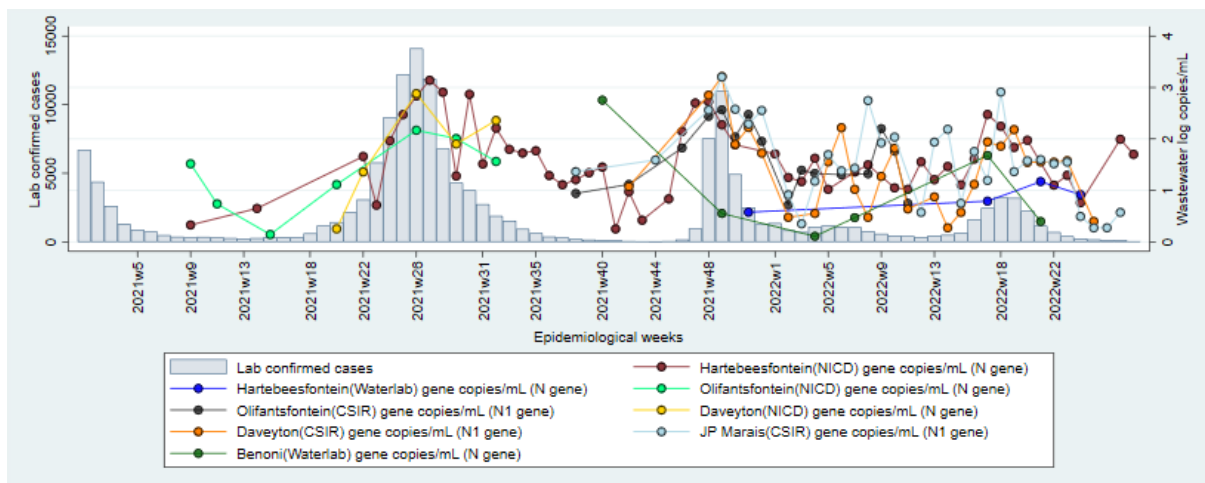 15000
10000
5000
0
Lab confirmed cases
4
3
2
1
0
Wastewater log copies/mL
2021w5
2021w9
2021w13
2021w18
2021w22
2021w26
2021w31
2021w35
2021w40
2021w44
2021w48
2022w1
2022w5
2022w9
2022w13
2022w18
2022w22
Epidemiological weeks
Lab confirmed cases
Hartebeesfontein(NICD) gene copies/mL (N gene)
Hartebeesfontein(Waterlab) gene copies/mL (N gene)
Olifantsfontein(NICD) gene copies/mL (N gene)
Olifantsfontein(CSIR) gene copies/mL (N1 gene)
Daveyton(NICD) gene copies/mL (N gene)
Daveyton(CSIR) gene copies/mL (N1 gene)
JP Marais(CSIR) gene copies/mL (N1 gene)
Benoni(Waterlab) gene copies/mL (N gene)